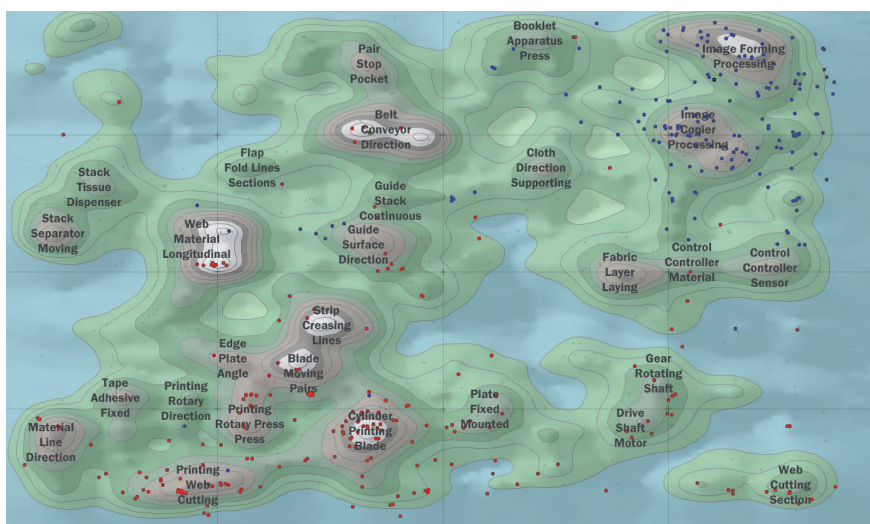 Booklet
Apparatus
Press
Pair
Stop
Pocket
Image Forming
Processing
Belt
Conveyor
Direction
Image
Copier
Processing
Flap
Fold Lines
Sections
Cloth
Direction
Supporting
Stack
Tissue
Dispenser
Guide
Stack
Continuous
Stack
Separator
Moving
Web
Material
Longitudinal
Guide
Surface
Direction
Fabric
Layer
Laying
Control
Controller
Material
Control
Controller
Sensor
Strip
Creasing
Lines
Edge
Plate
Angle
Blade
Moving
Pairs
Gear
Rotating
Shaft
Tape
Adhesive
Fixed
Printing
Rotary
Direction
Printing
Rotary Press
Press
Plate
Fixed
Mounted
Cylinder
Printing
Blade
Drive
Shaft
Motor
Material
Line
Direction
Printing
Web
Cutting
Web
Cutting
Section